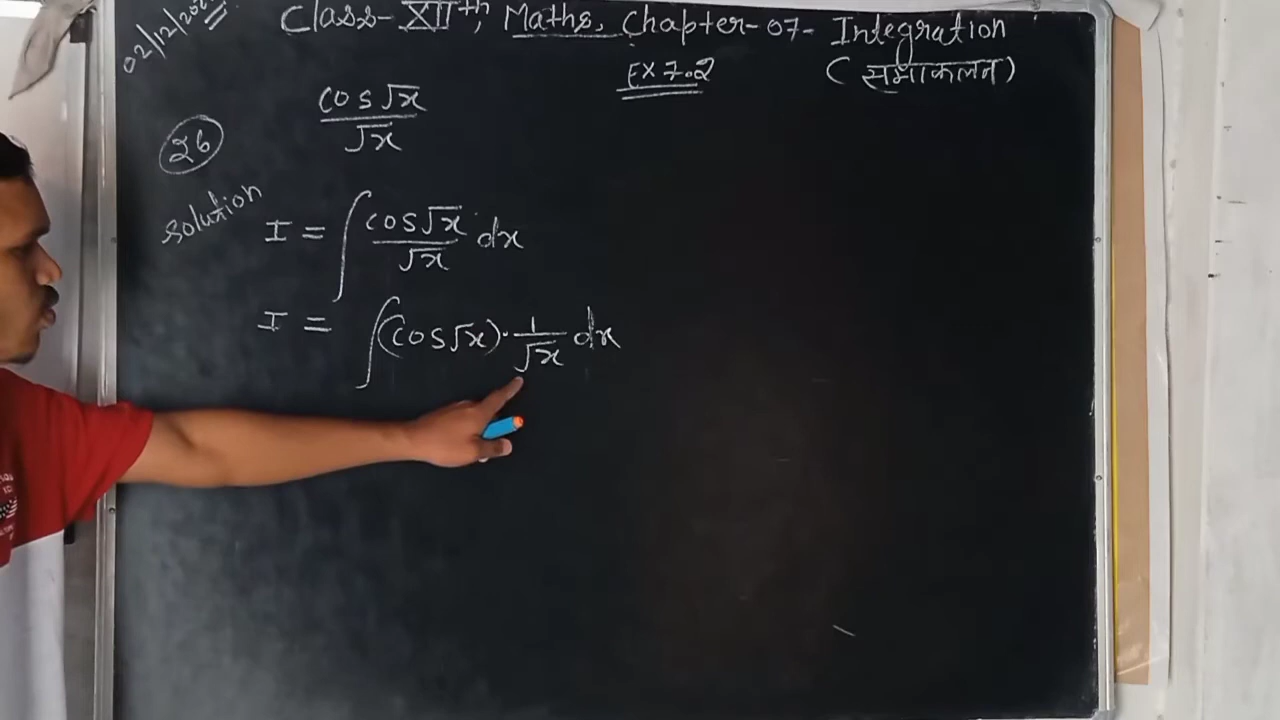 02/12/202
Class-XIIth, Maths, Chapter-07- Integration
EX 7.2
(समाकलन)
26
cos√x
√x
solution
I = ∫ cos√x/√x dx
I = ∫(cos√x)·1/√x dx